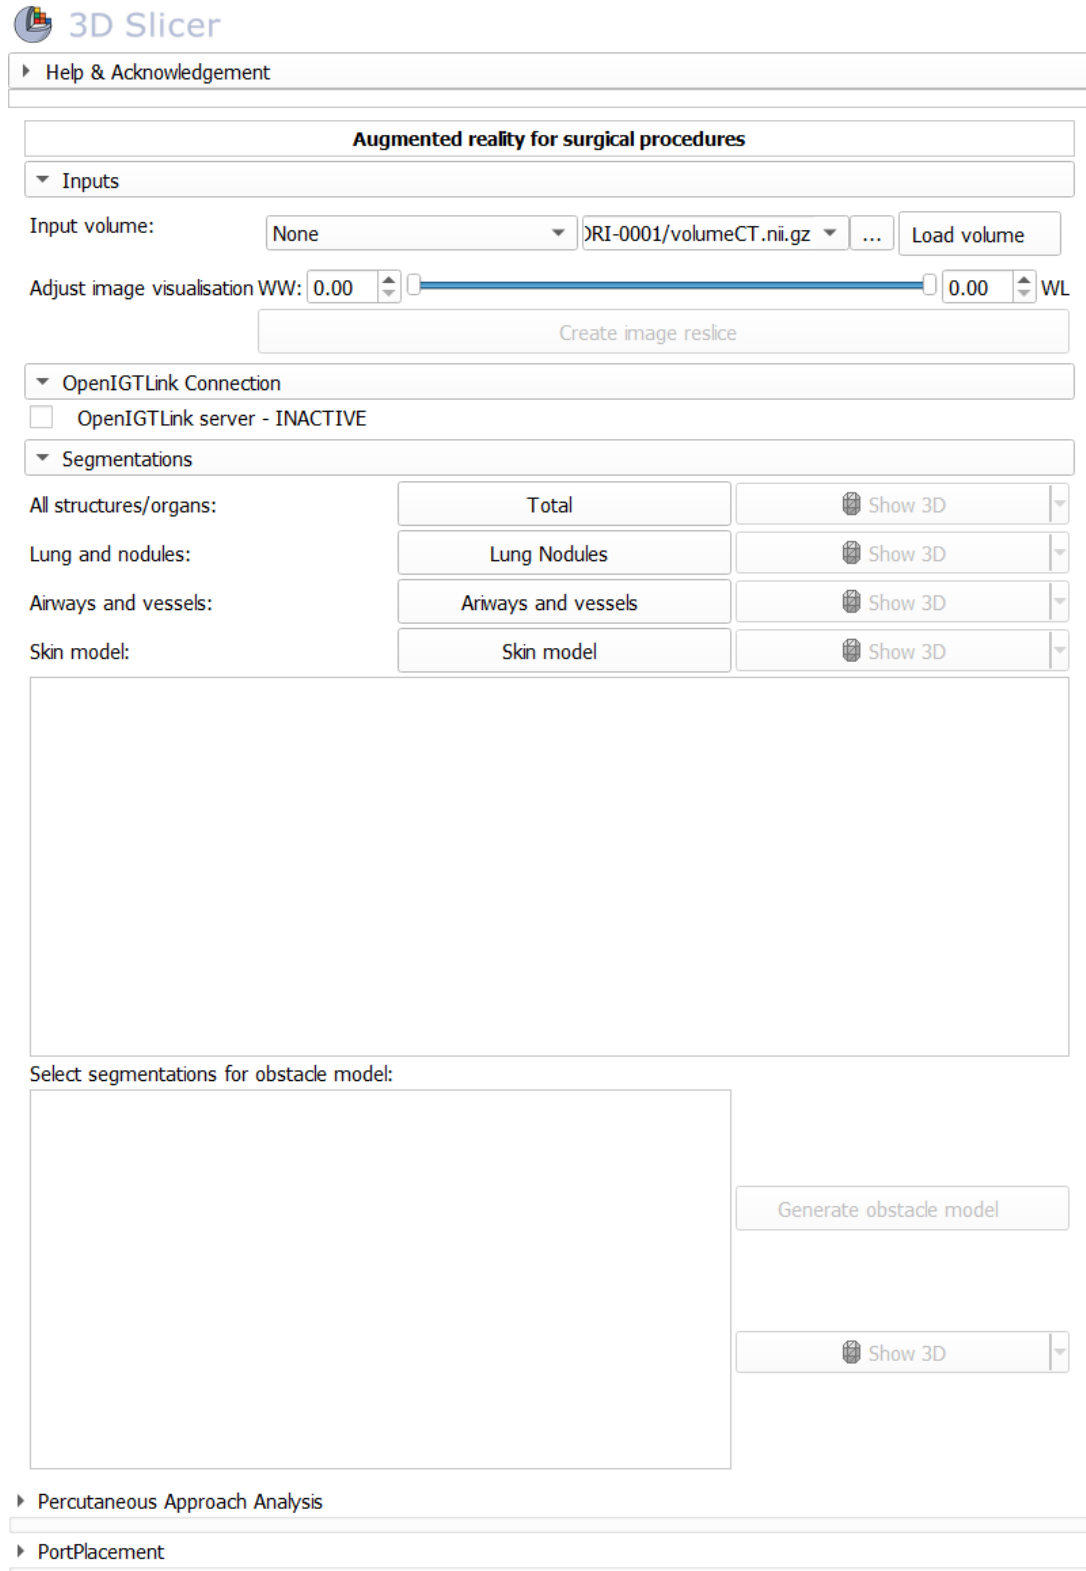 3D Slicer
Help & Acknowledgement
Augmented reality for surgical procedures
Inputs
Input volume: None ORI-0001/volumeCT.nii.gz ... Load volume
Adjust image visualisation WW: 0.00 0.00 WL
Create image reslice
OpenIGTLink Connection
OpenIGTLink server - INACTIVE
Segmentations
All structures/organs: Total Show 3D
Lung and nodules: Lung Nodules Show 3D
Airways and vessels: Ariways and vessels Show 3D
Skin model: Skin model Show 3D
Select segmentations for obstacle model:
Generate obstacle model
Show 3D
Percutaneous Approach Analysis
PortPlacement